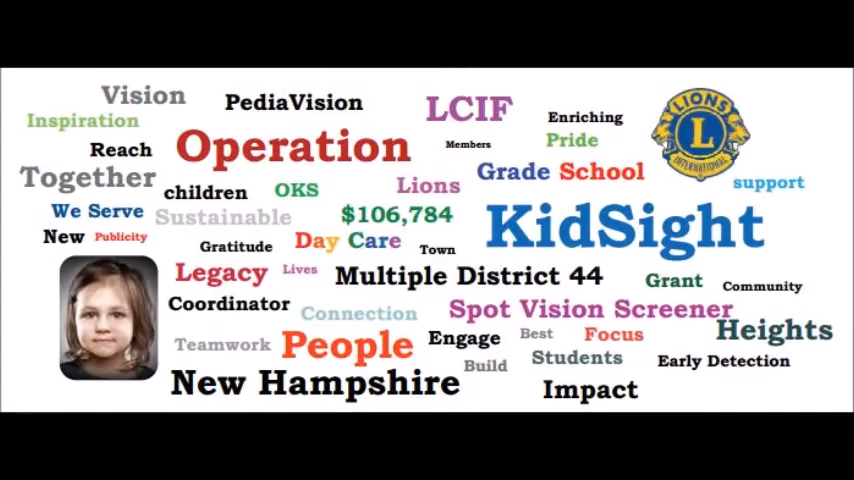 Vision
PediaVision
LCIF
Enriching
LIONS
L
INTERNATIONAL
Inspiration
Reach
Operation
Members
Pride
Together
children
OKS
Lions
Grade School
support
We Serve
Sustainable
$106,784
KidSight
New
Publicity
Gratitude
Day Care
Town
Legacy
Lives
Multiple District 44
Grant
Community
Coordinator
Connection
Spot Vision Screener
Teamwork
People
Engage
Best
Focus
Heights
Build
Students
Early Detection
New Hampshire
Impact